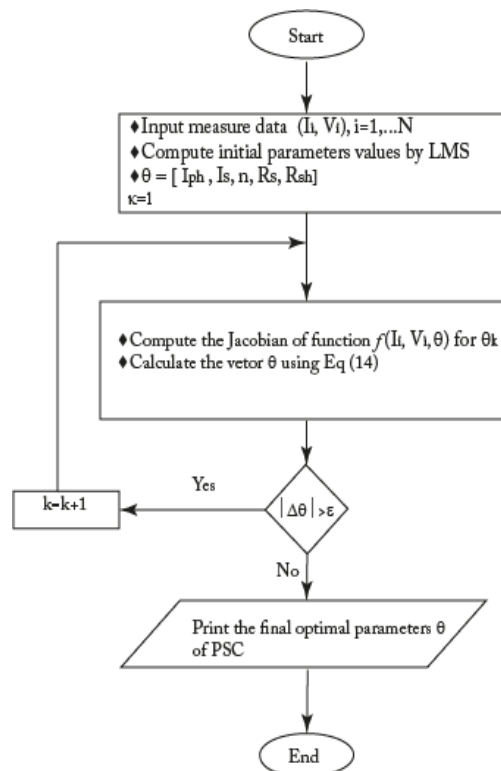 Start
♦Input measure data (Ii, Vi), i=1,...N
♦Compute initial parameters values by LMS
♦θ = [ Iph , Is, n, Rs, Rsh]
κ=1
♦Compute the Jacobian of function f(Ii, Vi, θ) for θk
♦Calculate the vetor θ using Eq (14)
Yes
k=k+1
|Δθ|>ε
No
Print the final optimal parameters θ
of PSC
End